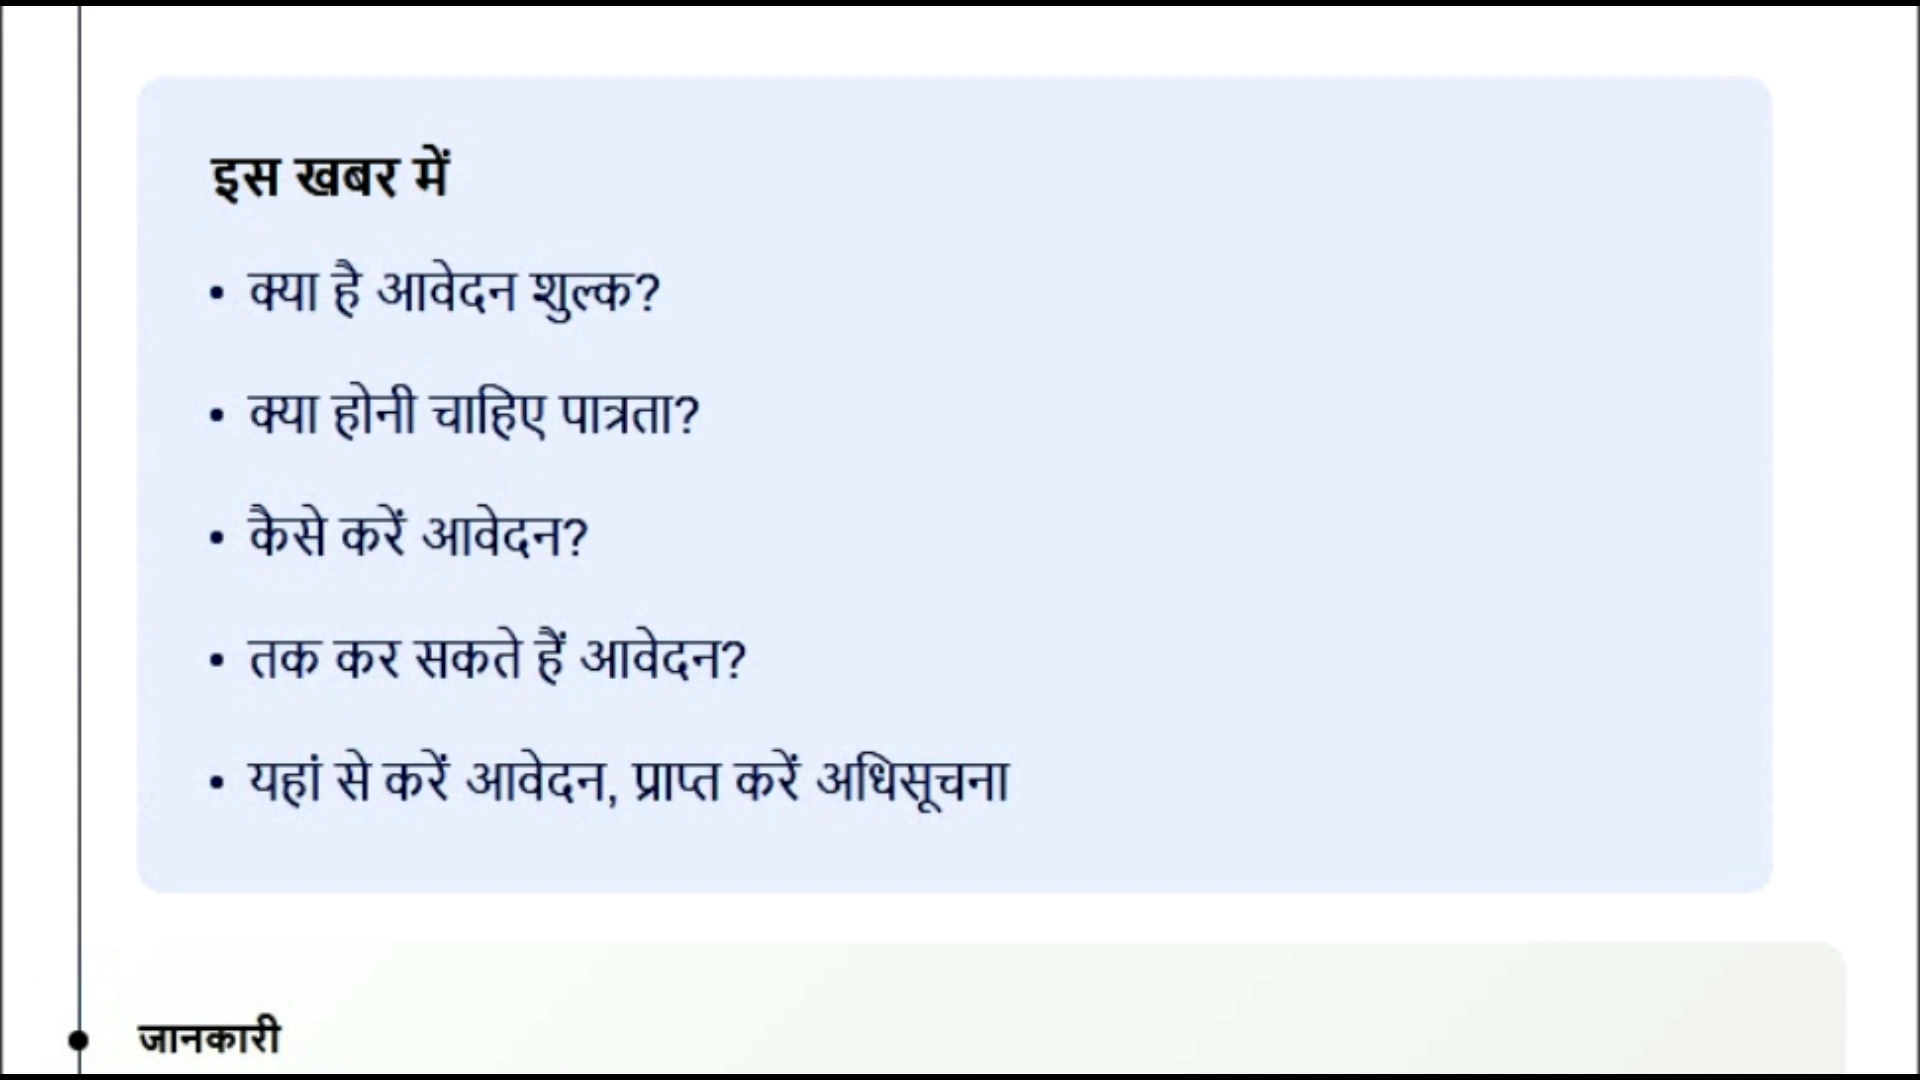 इस खबर में
• क्या है आवेदन शुल्क?
• क्या होनी चाहिए पात्रता?
• कैसे करें आवेदन?
• तक कर सकते हैं आवेदन?
• यहां से करें आवेदन, प्राप्त करें अधिसूचना
जानकारी